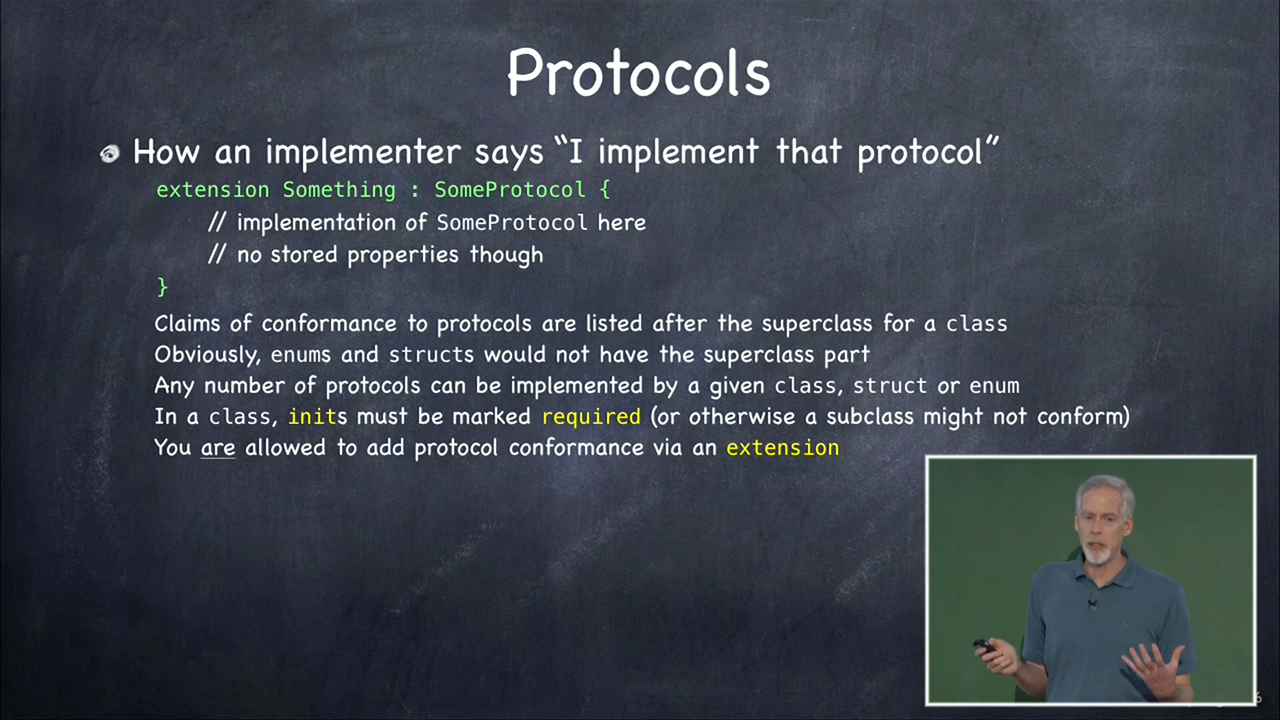 Protocols
How an implementer says “I implement that protocol”
extension Something : SomeProtocol {
// implementation of SomeProtocol here
// no stored properties though
}
Claims of conformance to protocols are listed after the superclass for a class
Obviously, enums and structs would not have the superclass part
Any number of protocols can be implemented by a given class, struct or enum
In a class, inits must be marked required (or otherwise a subclass might not conform)
You are allowed to add protocol conformance via an extension